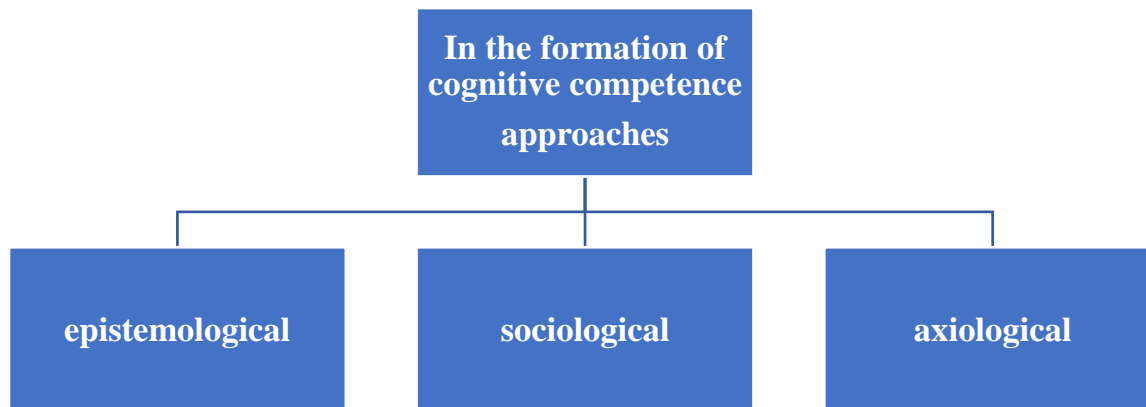 In the formation of
cognitive competence
approaches
epistemological
sociological
axiological